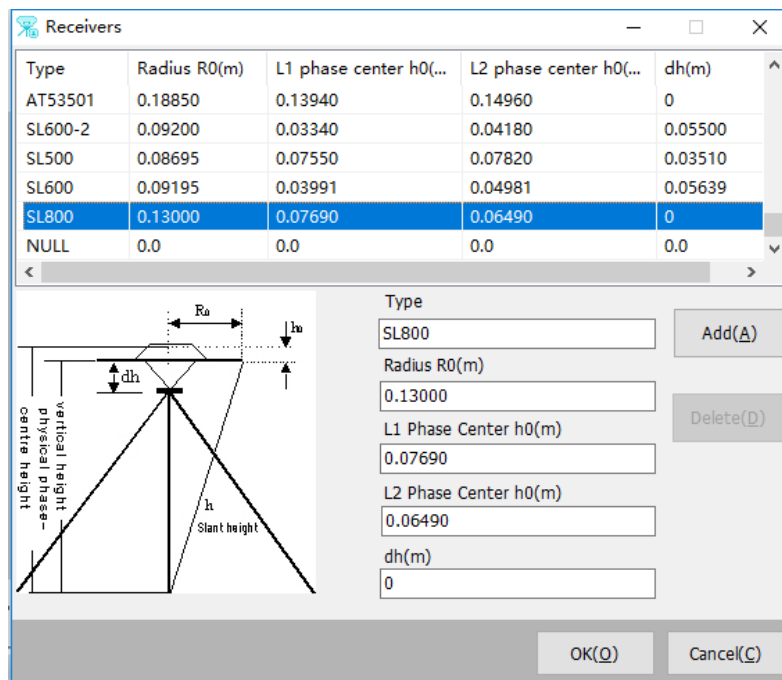 Receivers
Type Radius R0(m) L1 phase center h0(... L2 phase center h0(... dh(m)
AT53501 0.18850 0.13940 0.14960 0
SL600-2 0.09200 0.03340 0.04180 0.05500
SL500 0.08695 0.07550 0.07820 0.03510
SL600 0.09195 0.03991 0.04981 0.05639
SL800 0.13000 0.07690 0.06490 0
NULL 0.0 0.0 0.0 0.0
R0
h0
dh
vertical height
physical phase-
centre height
h
Slant height
Type
SL800
Add(A)
Radius R0(m)
0.13000
Delete(D)
L1 Phase Center h0(m)
0.07690
L2 Phase Center h0(m)
0.06490
dh(m)
0
OK(O) Cancel(C)